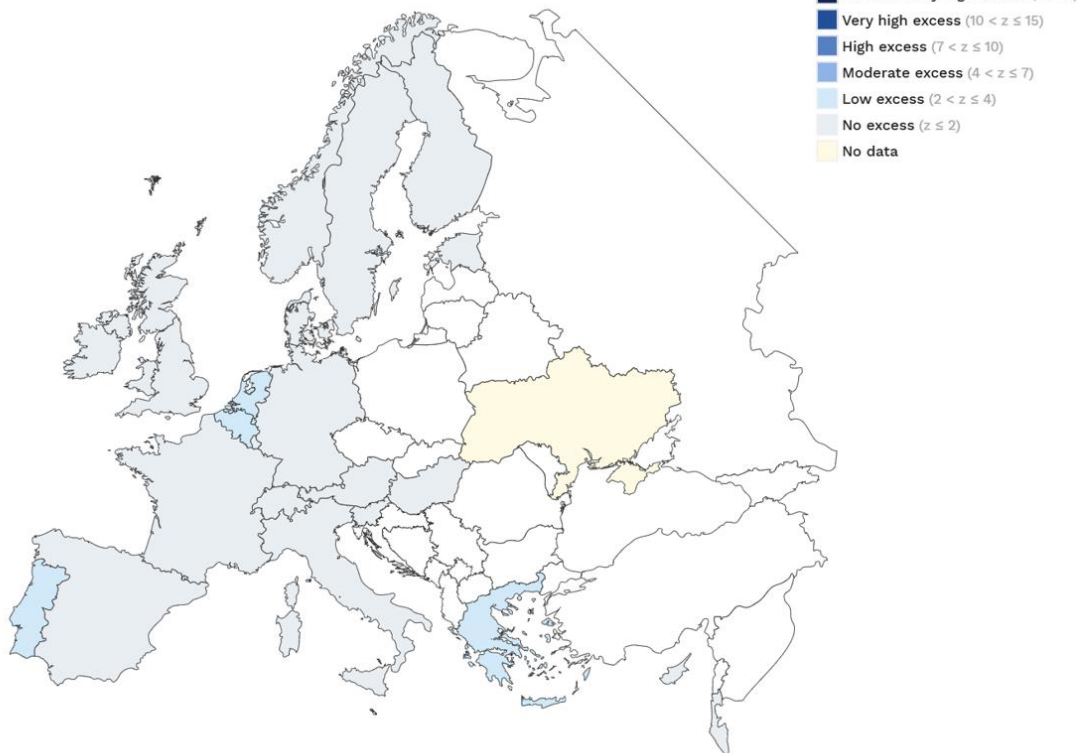 Very high excess (10 < z ≤ 15)
High excess (7 < z ≤ 10)
Moderate excess (4 < z ≤ 7)
Low excess (2 < z ≤ 4)
No excess (z ≤ 2)
No data